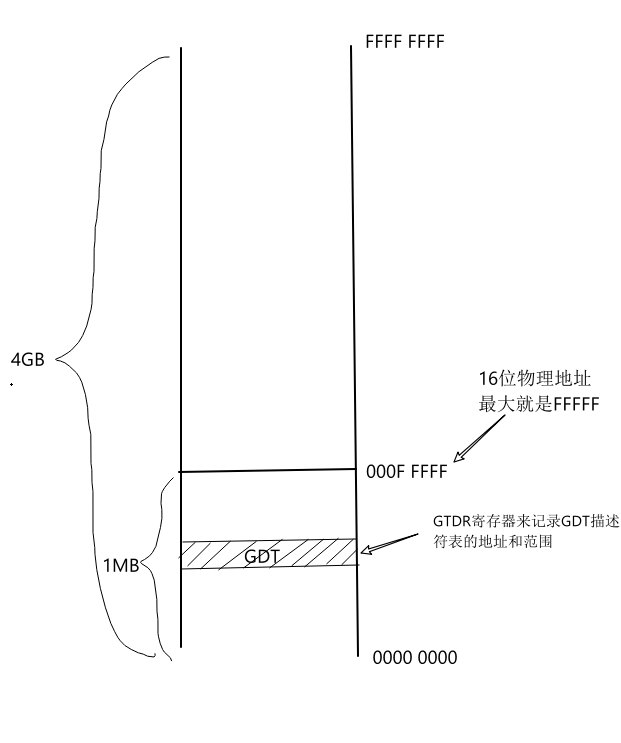 FFFF FFFF
4GB
16位物理地址
最大就是FFFFF
000F FFFF
GTDR寄存器来记录GDT描述
符表的地址和范围
GDT
1MB
0000 0000